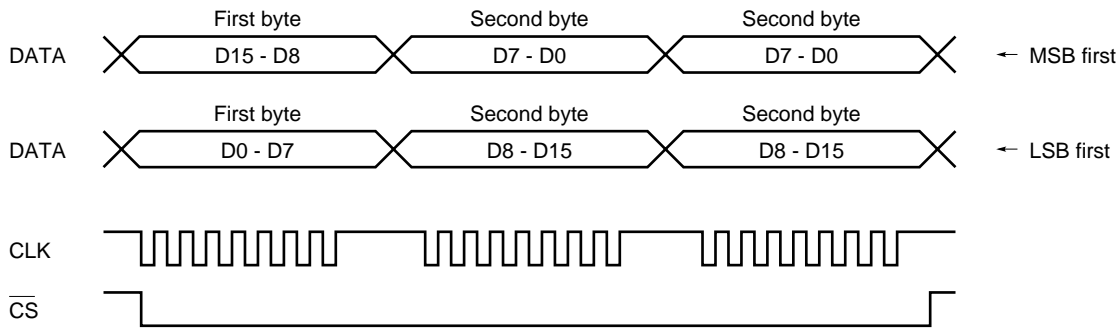 First byte Second byte Second byte
DATA D15 - D8 D7 - D0 D7 - D0 ← MSB first
First byte Second byte Second byte
DATA D0 - D7 D8 - D15 D8 - D15 ← LSB first
CLK
C̅S̅